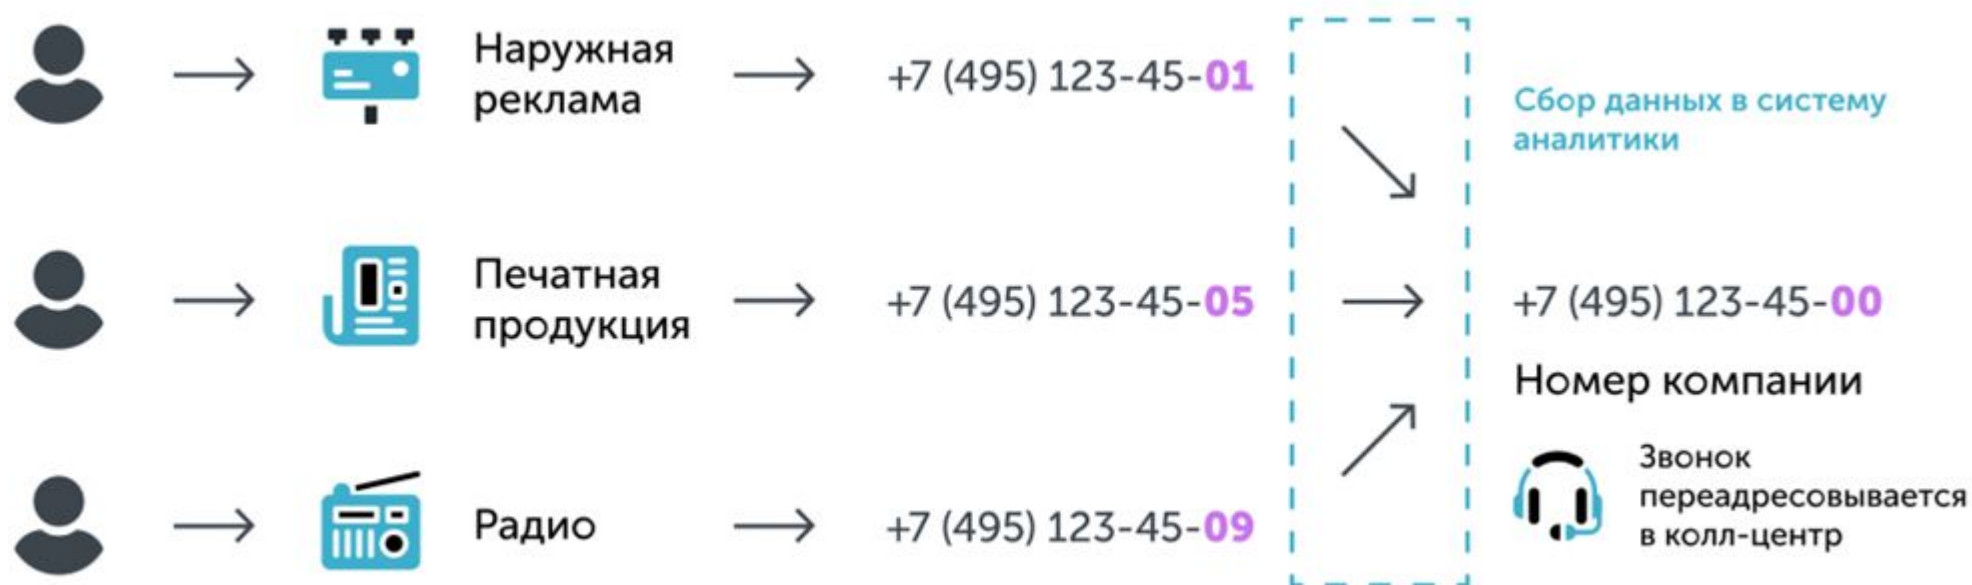 Наружная
реклама
+7 (495) 123-45-01
Сбор данных в систему
аналитики
Печатная
продукция
+7 (495) 123-45-05
+7 (495) 123-45-00
Номер компании
Радио
+7 (495) 123-45-09
Звонок
переадресовывается
в колл-центр